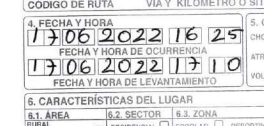 CODIGO DE RUTA VIA Y KILOMETRO O SITI
4. FECHA Y HORA
17 06 2022 16 25
FECHA Y HORA DE OCURRENCIA
17 06 2022 17 10
FECHA Y HORA DE LEVANTAMIENTO
5.
CHO
ATR
VOL
6. CARACTERÍSTICAS DEL LUGAR
6.1. ÁREA 6.2. SECTOR 6.3. ZONA
RURAL